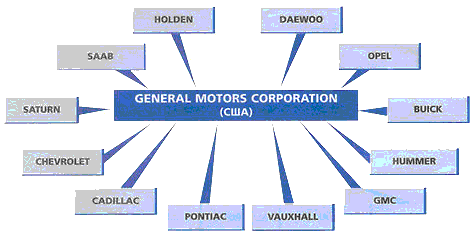 HOLDEN
DAEWOO
SAAB
OPEL
GENERAL MOTORS CORPORATION
(США)
SATURN
BUICK
CHEVROLET
HUMMER
CADILLAC
GMC
PONTIAC
VAUXHALL